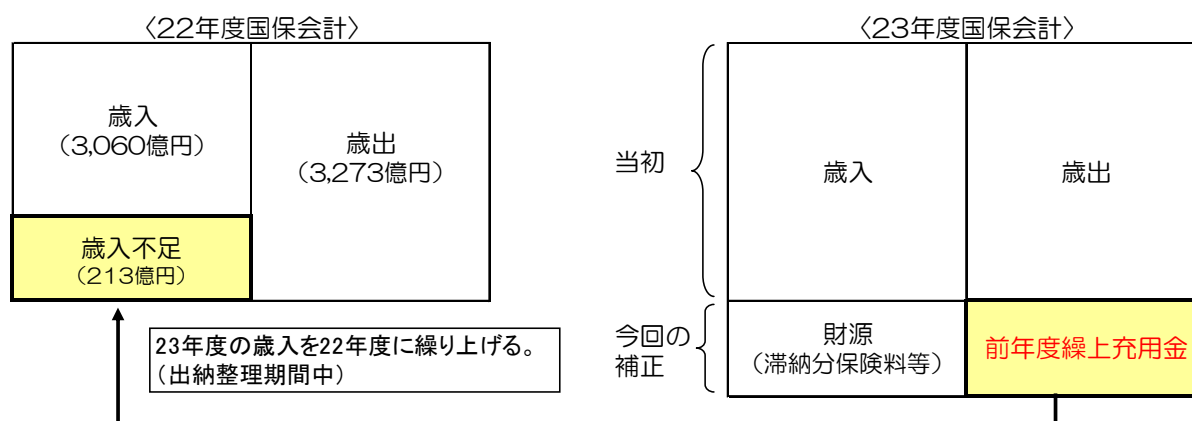 〈22年度国保会計〉
歳入
（3,060億円）
歳出
（3,273億円）
歳入不足
（213億円）
23年度の歳入を22年度に繰り上げる。
（出納整理期間中）
〈23年度国保会計〉
当初
歳入
歳出
今回の
補正
財源
（滞納分保険料等）
前年度繰上充用金